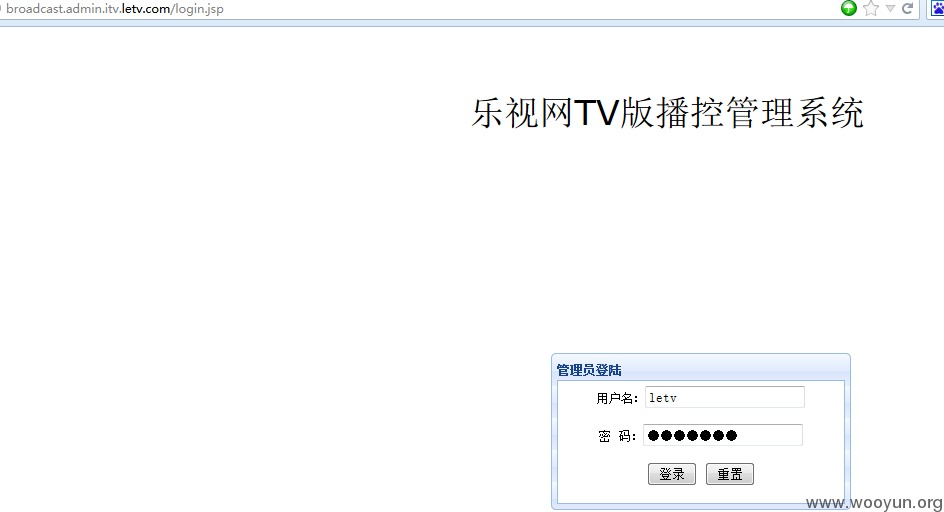 broadcast.admin.itv.letv.com/login.jsp
乐视网TV版播控管理系统
管理员登陆
用户名: letv
密 码: ●●●●●●●
登录 重置
www.wooyun.org